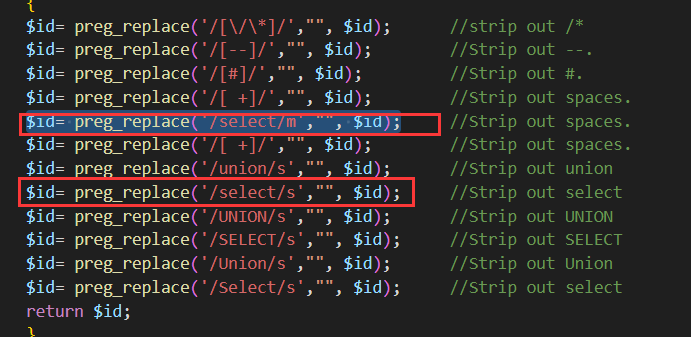 {
$id= preg_replace('/[\/\*]/',"", $id); //strip out /*
$id= preg_replace('/[--]/',"", $id); //Strip out --.
$id= preg_replace('/[#]/',"", $id); //Strip out #.
$id= preg_replace('/[ +]/',"", $id); //Strip out spaces.
$id= preg_replace('/select/m',"", $id); //Strip out spaces.
$id= preg_replace('/[ +]/',"", $id); //Strip out spaces.
$id= preg_replace('/union/s',"", $id); //Strip out union
$id= preg_replace('/select/s',"", $id); //Strip out select
$id= preg_replace('/UNION/s',"", $id); //Strip out UNION
$id= preg_replace('/SELECT/s',"", $id); //Strip out SELECT
$id= preg_replace('/Union/s',"", $id); //Strip out Union
$id= preg_replace('/Select/s',"", $id); //Strip out select
return $id;
}